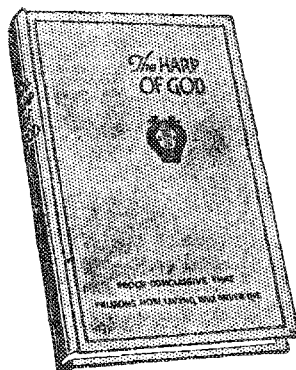 The HARP
OF GOD
PROOF CONCLUSIVE THAT
MILLIONS NOW LIVING WILL NEVER DIE